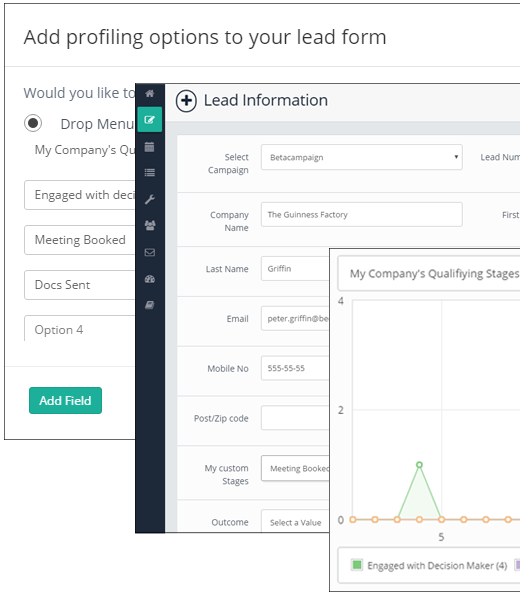 Add profiling options to your lead form
Would you like to
Drop Menu
My Company's Qu
Engaged with deci
Meeting Booked
Docs Sent
Option 4
Add Field
Lead Information
Select
Campaign
Betacampaign
Lead Num
Company
Name
The Guinness Factory
First
Last Name
Griffin
Email
peter.griffin@be
Mobile No
555-55-55
Post/Zip code
My custom
Stages
Meeting Booked
Outcome
Select a Value
My Company's Qualifiying Stages
4
2
0
5
Engaged with Decision Maker (4)